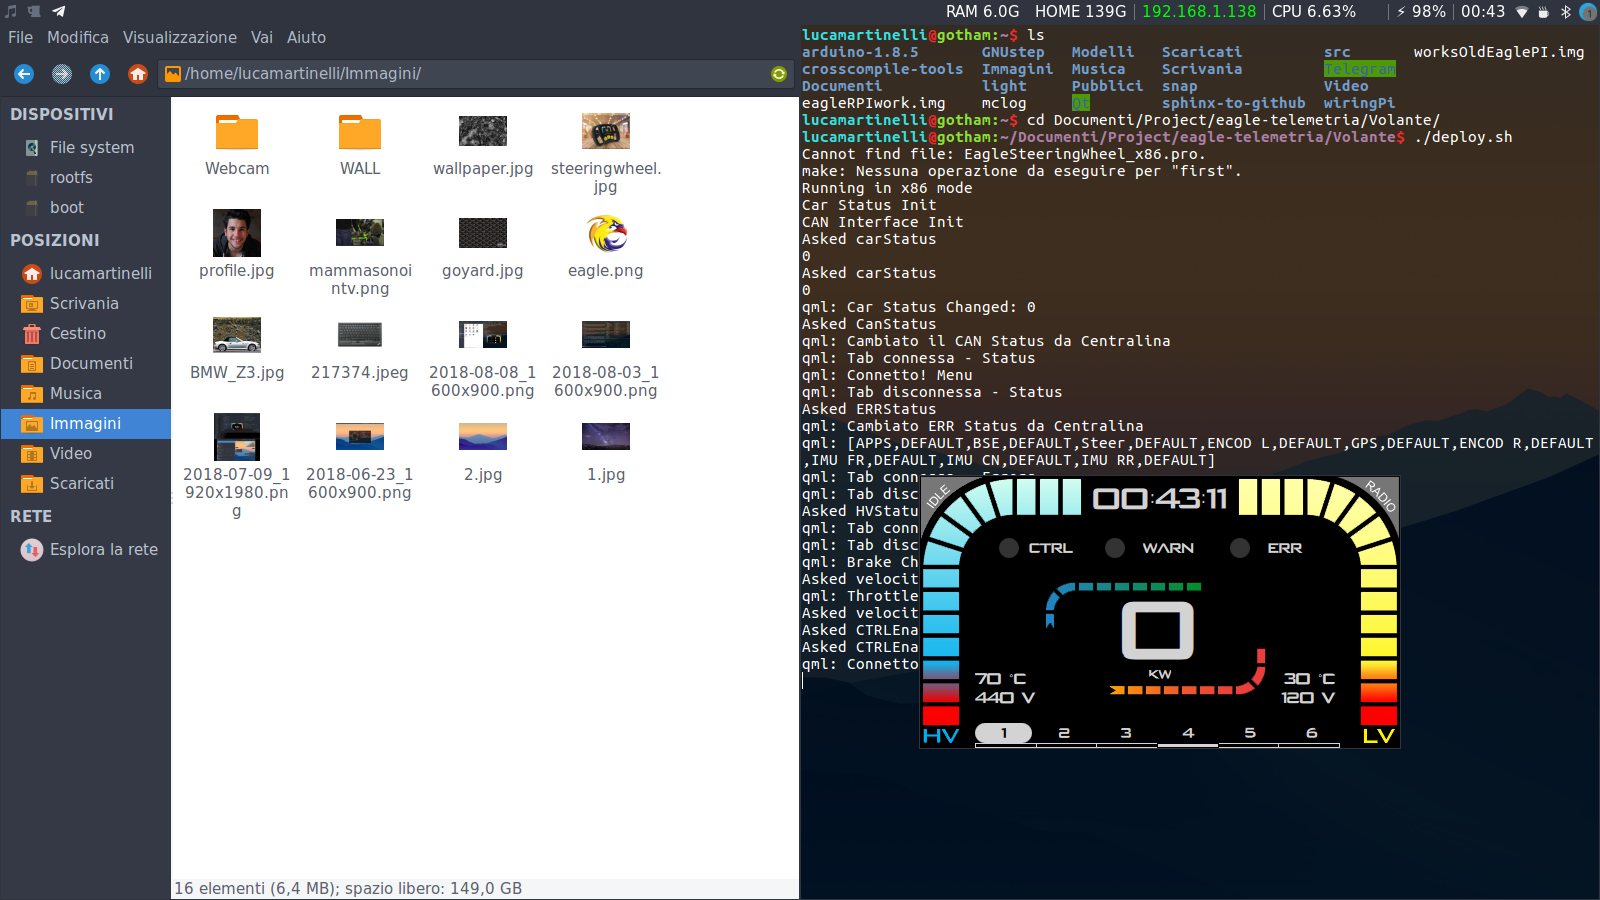 RAM 6.0G HOME 139G 192.168.1.138 CPU 6.63% 98% 00:43 1
File Modifica Visualizzazione Vai Aiuto
/home/lucamartinelli/Immagini/
DISPOSITIVI
File system
rootfs
boot
POSIZIONI
lucamartinelli
Scrivania
Cestino
Documenti
Musica
Immagini
Video
Scaricati
RETE
Esplora la rete
Webcam WALL wallpaper.jpg steeringwheel.
jpg
profile.jpg mammasonoi goyard.jpg eagle.png
ntv.png
BMW_Z3.jpg 217374.jpeg 2018-08-08_1 2018-08-03_1
600x900.png 600x900.png
2018-07-09_1 2018-06-23_1 2.jpg 1.jpg
920x1980.pn 600x900.png
g
16 elementi (6,4 MB); spazio libero: 149,0 GB
lucamartinelli@gotham:~$ ls
arduino-1.8.5 GNUstep Modelli Scaricati src worksOldEaglePI.img
crosscompile-tools Immagini Musica Scrivania Telegram
Documenti light Pubblici snap Video
eagleRPIwork.img mclog Qt sphinx-to-github wiringPi
lucamartinelli@gotham:~$ cd Documenti/Project/eagle-telemetria/Volante/
lucamartinelli@gotham:~/Documenti/Project/eagle-telemetria/Volante$ ./deploy.sh
Cannot find file: EagleSteeringWheel_x86.pro.
make: Nessuna operazione da eseguire per "first".
Running in x86 mode
Car Status Init
CAN Interface Init
Asked carStatus
0
Asked carStatus
0
qml: Car Status Changed: 0
Asked CanStatus
qml: Cambiato il CAN Status da Centralina
qml: Tab connessa - Status
qml: Connetto! Menu
qml: Tab disconnessa - Status
Asked ERRStatus
qml: Cambiato ERR Status da Centralina
qml: [APPS,DEFAULT,BSE,DEFAULT,Steer,DEFAULT,ENCOD L,DEFAULT,GPS,DEFAULT,ENCOD R,DEFAULT
,IMU FR,DEFAULT,IMU CN,DEFAULT,IMU RR,DEFAULT]
qml: Tab conn
qml: Tab disc
Asked HVStatu
qml: Tab conn
qml: Tab disc
qml: Brake Ch
Asked velocit
qml: Throttle
Asked velocit
Asked CTRLEna
Asked CTRLEna
qml: Connetto
IDLE 00:43:11 RADIO
CTRL WARN ERR
0
KW
70 °C 30 °C
440 V 120 V
HV 1 2 3 4 5 6 LV